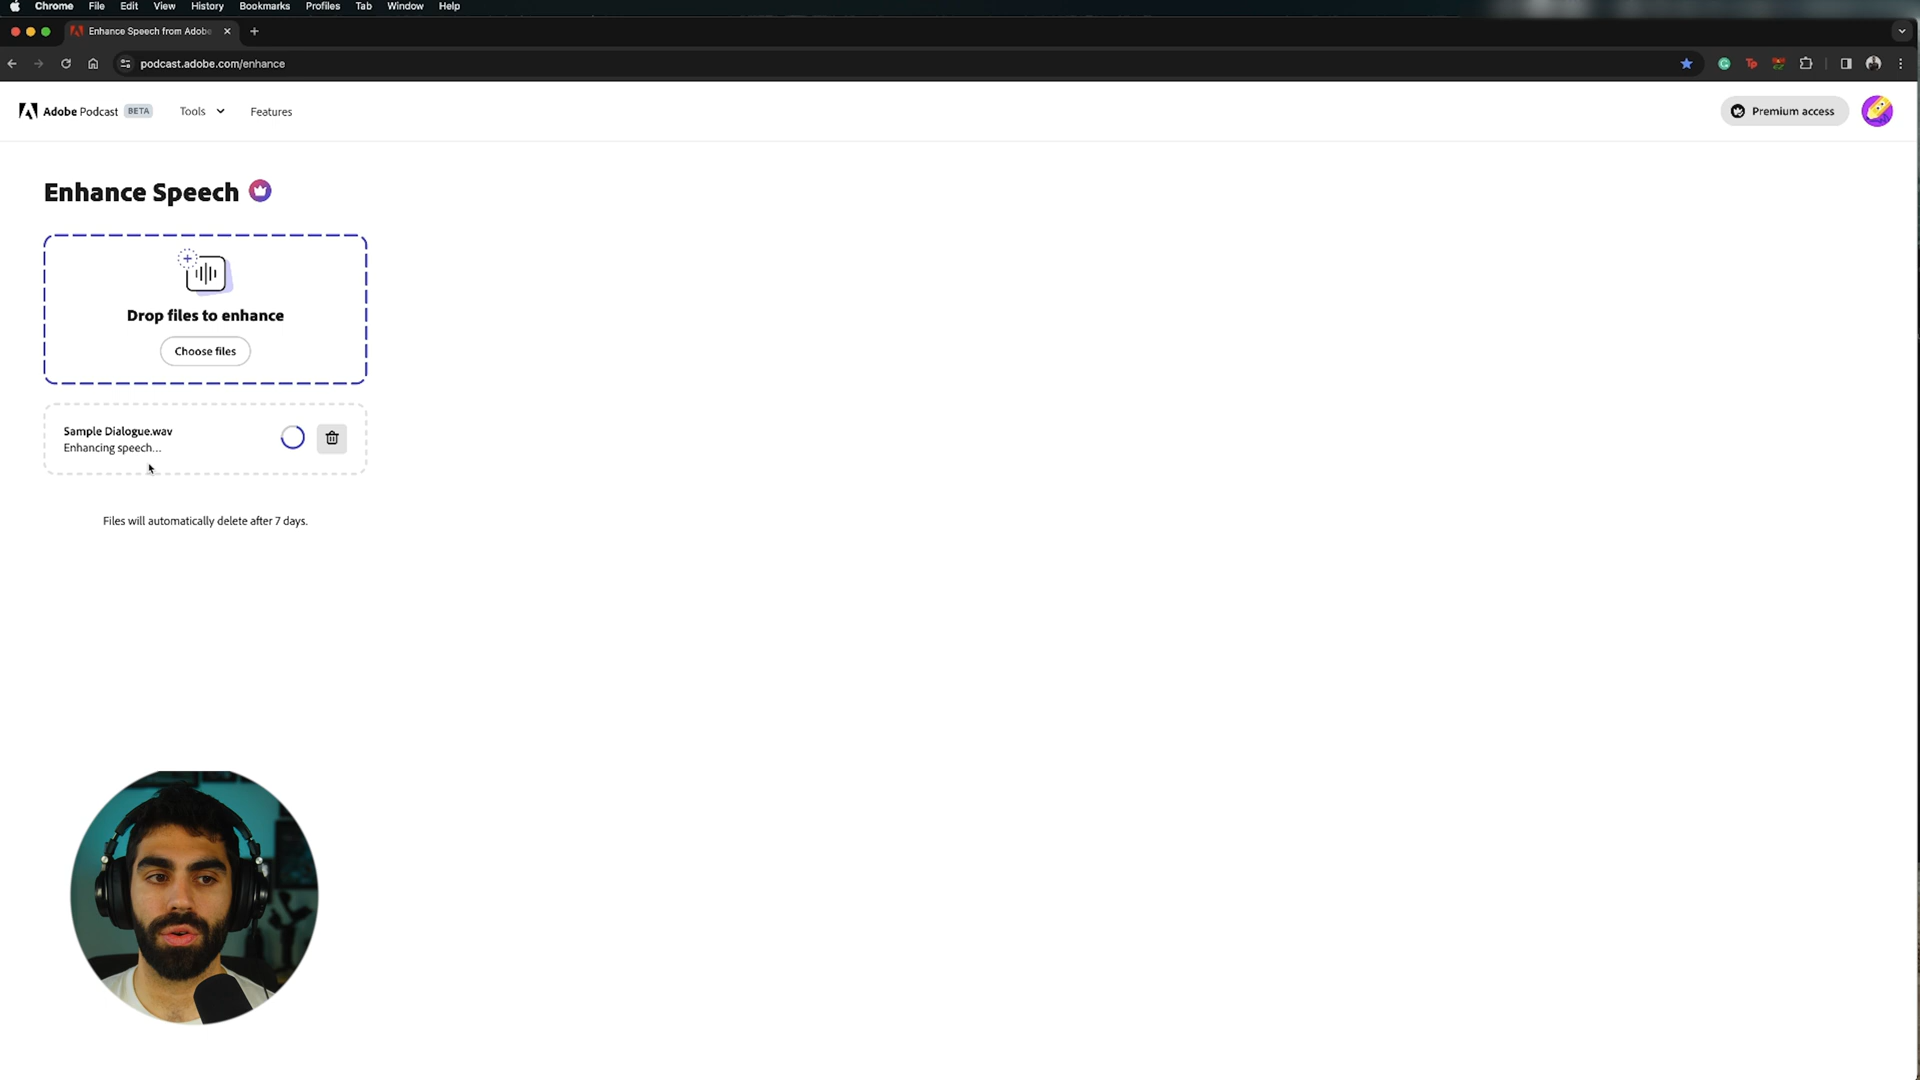 Chrome File Edit View History Bookmarks Profiles Tab Window Help
Enhance Speech from Adobe
podcast.adobe.com/enhance
Adobe Podcast BETA Tools Features Premium access
Enhance Speech
Drop files to enhance
Choose files
Sample Dialogue.wav
Enhancing speech...
Files will automatically delete after 7 days.